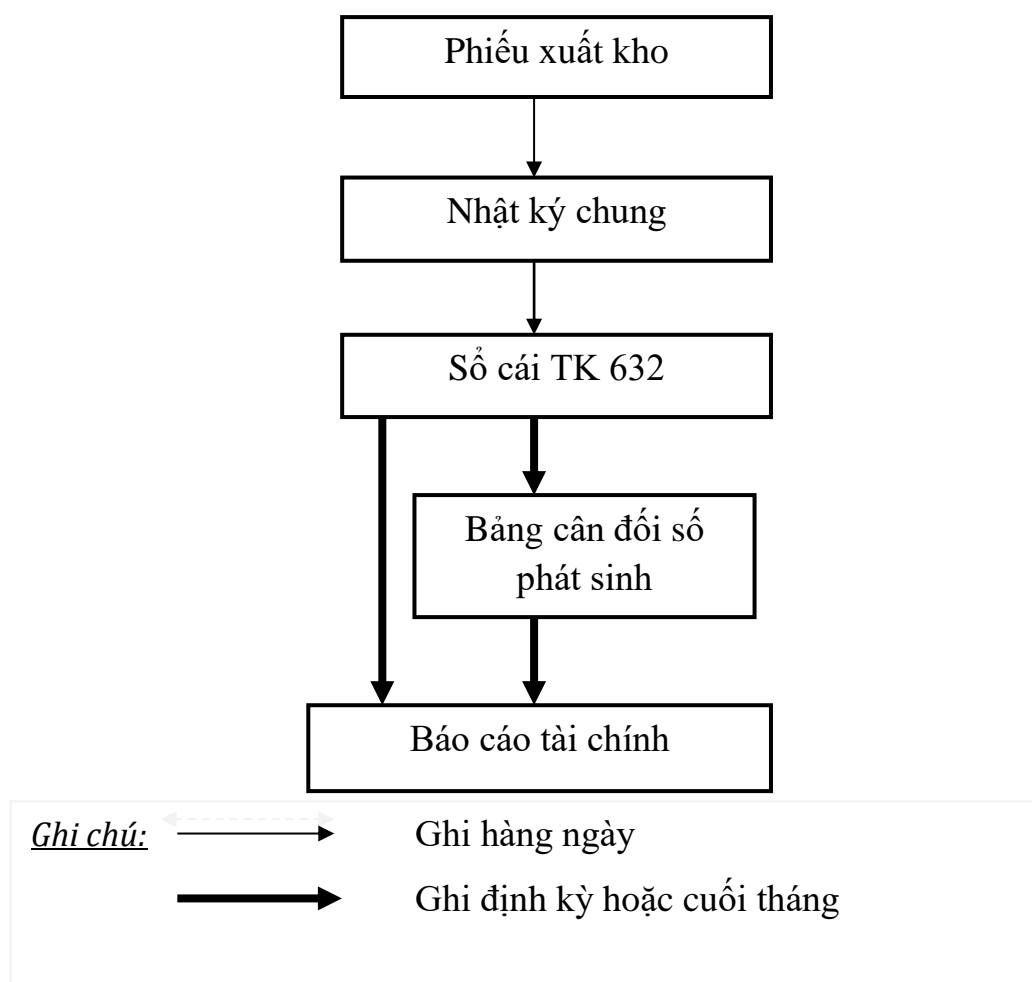 Phiếu xuất kho
Nhật ký chung
Sổ cái TK 632
Bảng cân đối số
phát sinh
Báo cáo tài chính
Ghi chú:
Ghi hàng ngày
Ghi định kỳ hoặc cuối tháng